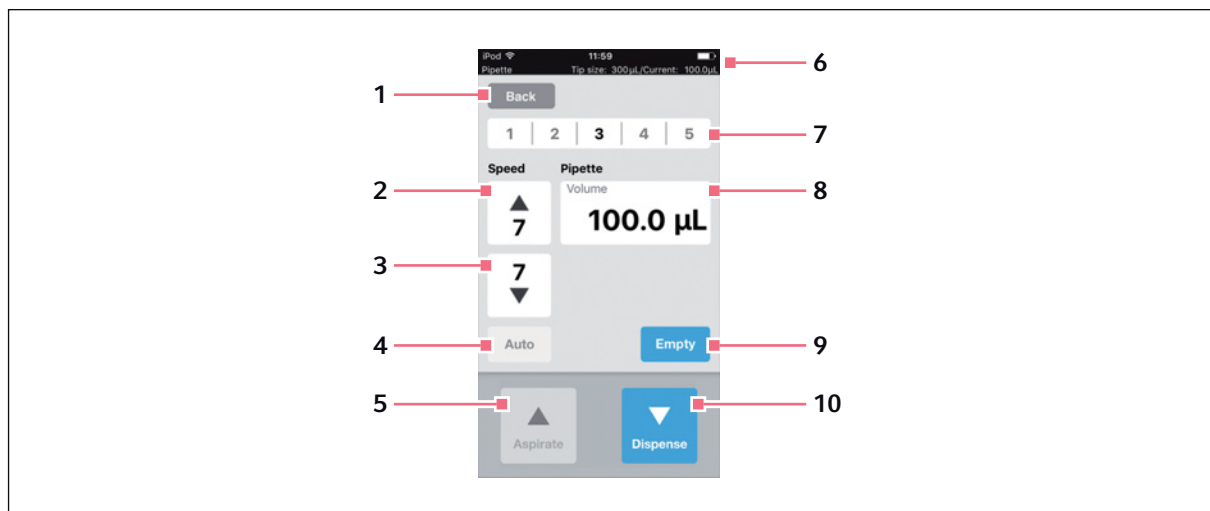 iPod 11:59
Pipette Tip size: 300µL/Current: 100.0µL
6
1
Back
1 2 3 4 5
7
Speed Pipette
2
7
Volume
100.0 µL
8
3
7
4
Auto
Empty
9
5
Aspirate
Dispense
10